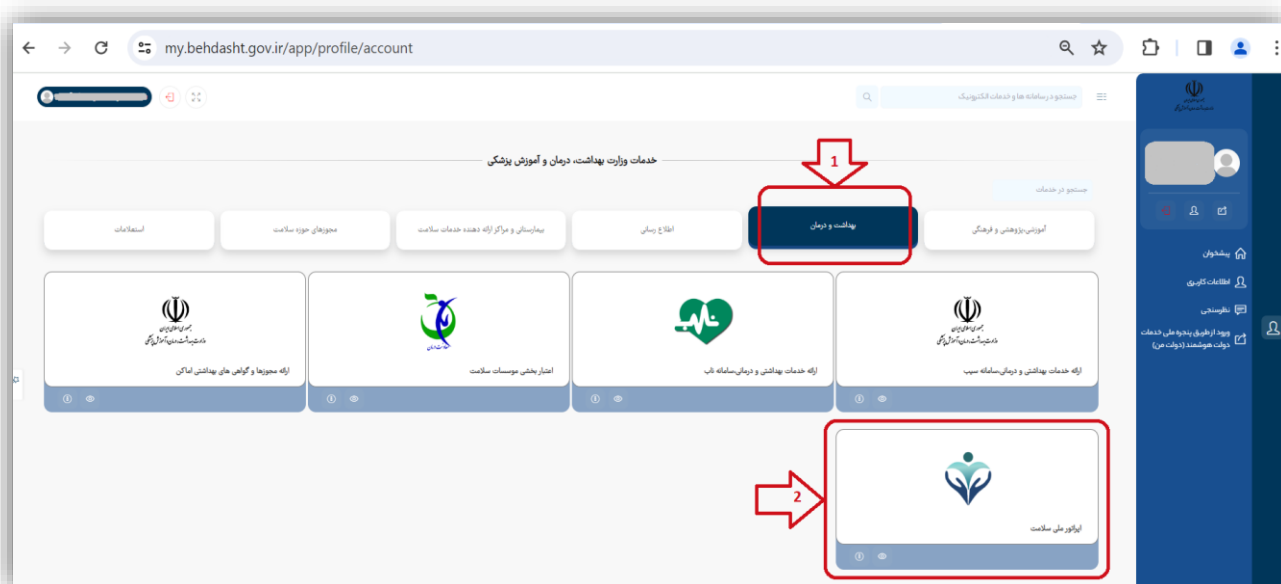 my.behdasht.gov.ir/app/profile/account
جستجو در سامانه ها و خدمات الکترونیک
خدمات وزارت بهداشت، درمان و آموزش پزشکی
1
جستجو در خدمات
آموزشی،پژوهشی و فرهنگی
بهداشت و درمان
اطلاع رسانی
بیمارستانی و مراکز ارائه دهنده خدمات سلامت
مجوزهای حوزه سلامت
استعلامات
ناب
ارائه خدمات بهداشتی و درمانی،سامانه سیب
ارائه خدمات بهداشتی و درمانی،سامانه ناب
اعتبار بخشی موسسات سلامت
ارائه مجوزها و گواهی های بهداشتی اماکن
2
اپراتور ملی سلامت
پیشخوان
اطلاعات کاربری
نظرسنجی
ورود از طریق پنجره ملی خدمات
دولت هوشمند (دولت من)